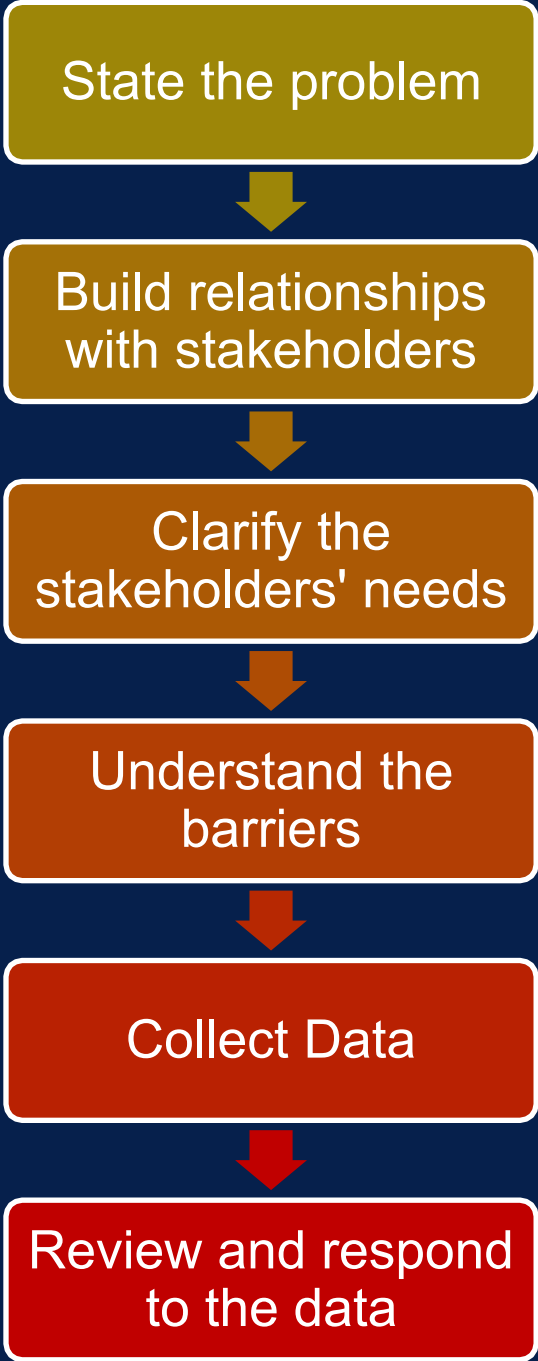 State the problem
Build relationships
with stakeholders
Clarify the
stakeholders' needs
Understand the
barriers
Collect Data
Review and respond
to the data